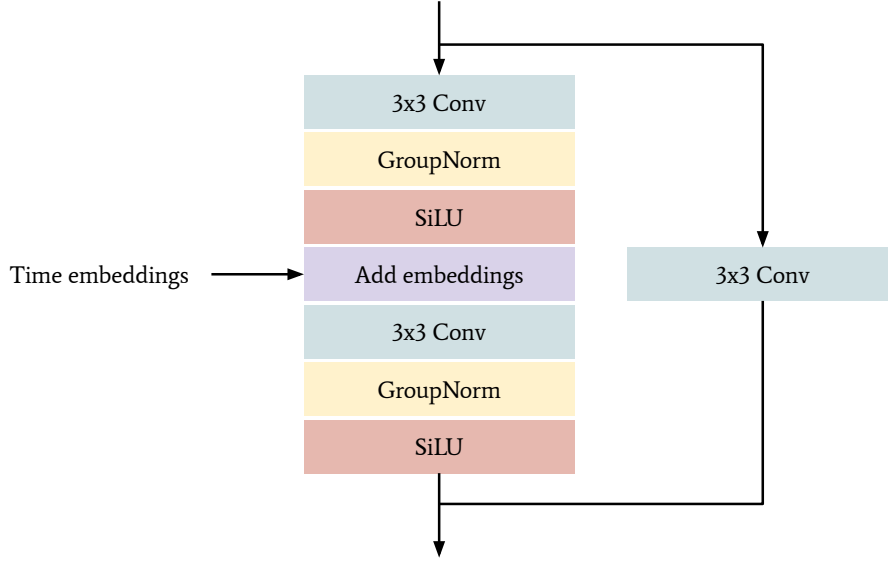 3x3 Conv
GroupNorm
SiLU
Time embeddings
Add embeddings
3x3 Conv
3x3 Conv
GroupNorm
SiLU